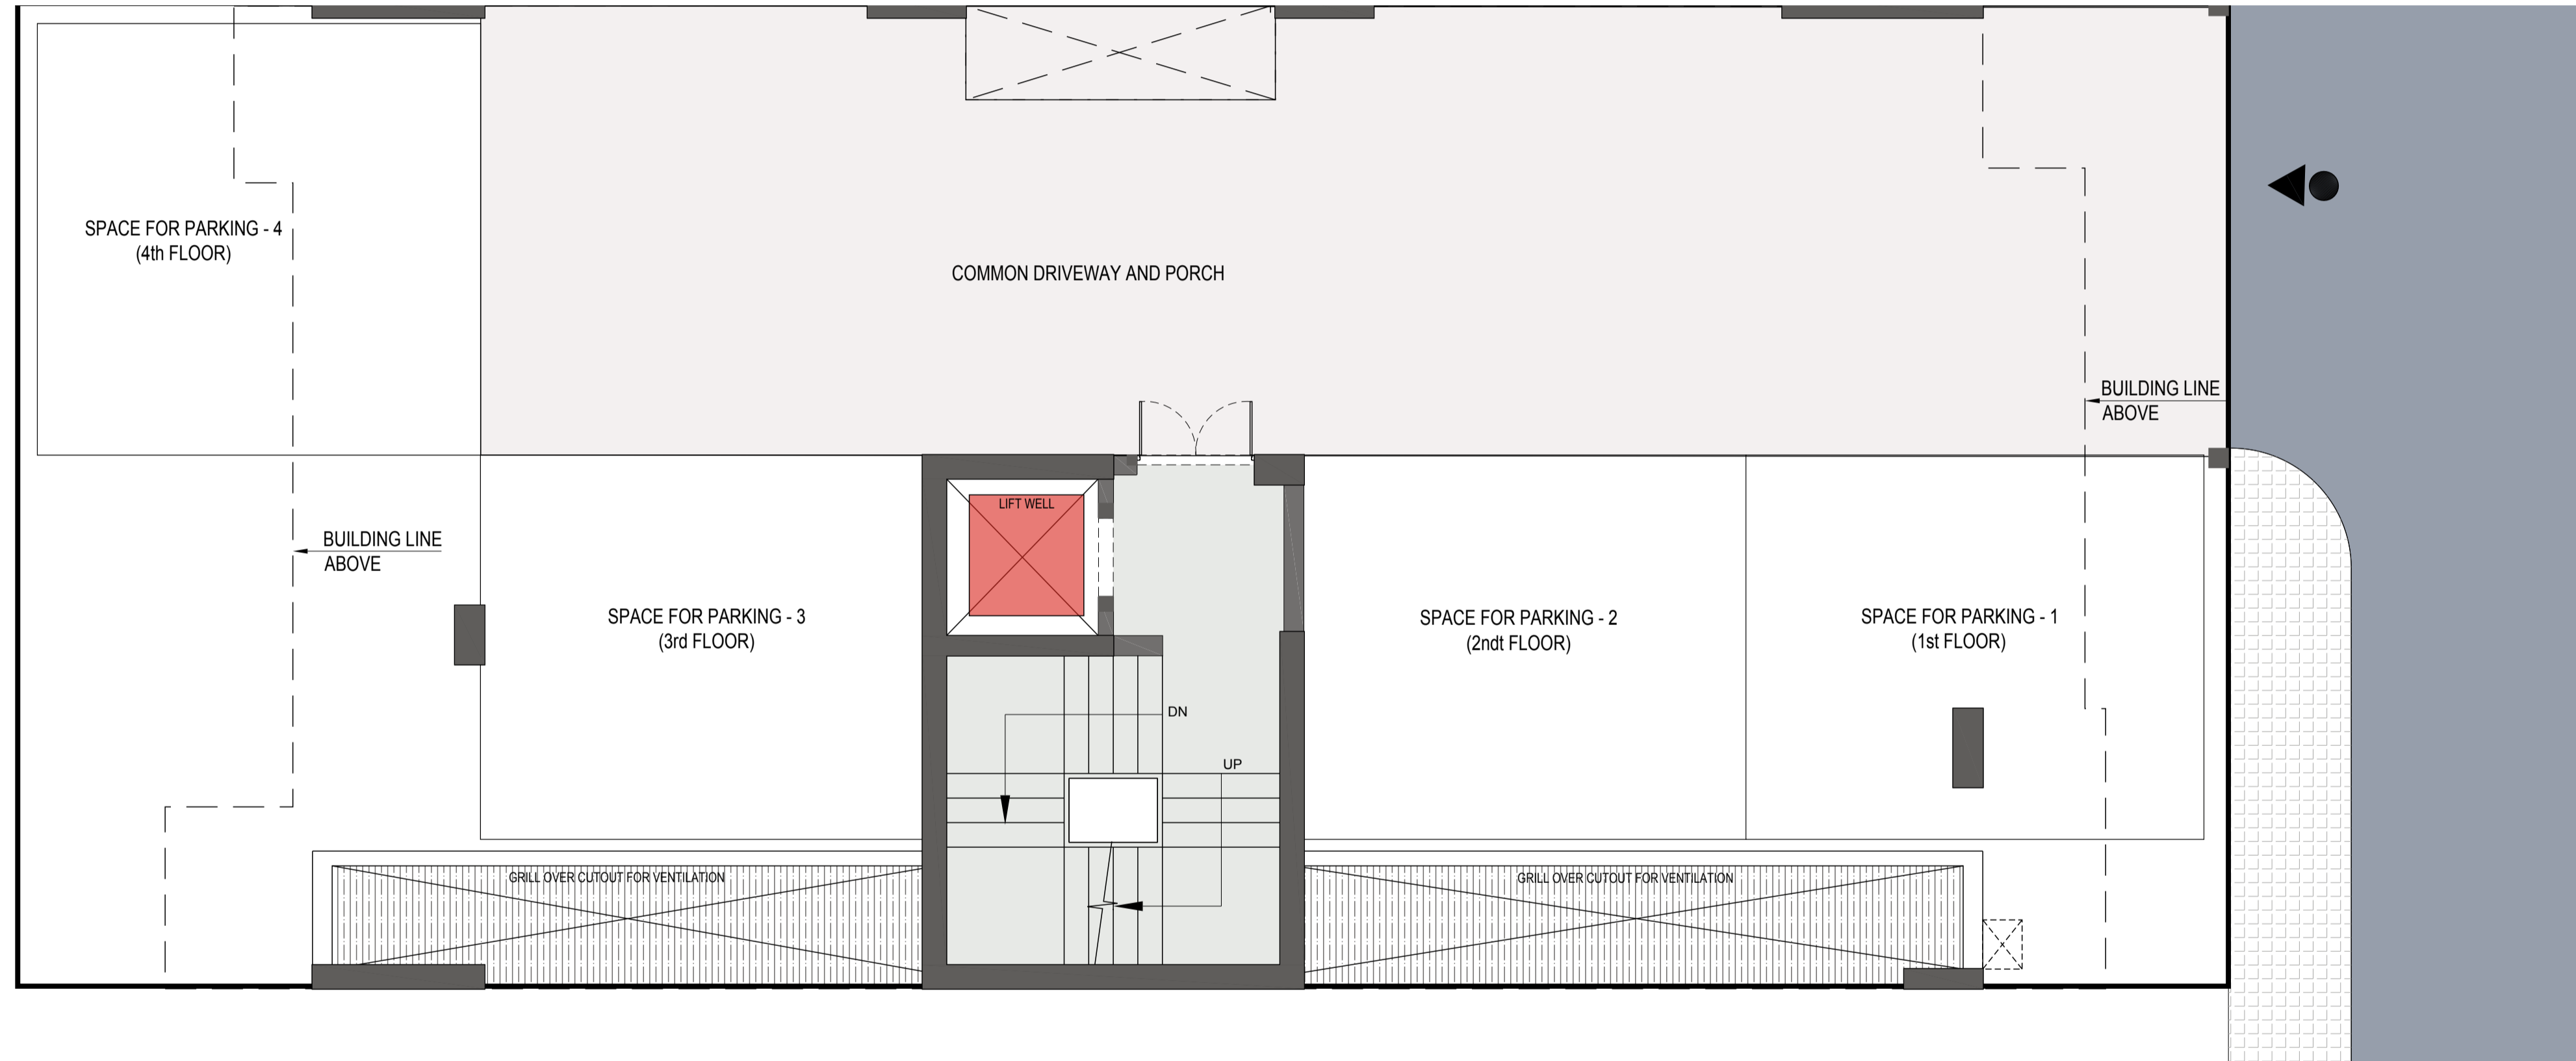 SPACE FOR PARKING - 4
(4th FLOOR)
COMMON DRIVEWAY AND PORCH
BUILDING LINE
ABOVE
BUILDING LINE
ABOVE
LIFT WELL
SPACE FOR PARKING - 3
(3rd FLOOR)
SPACE FOR PARKING - 2
(2ndt FLOOR)
SPACE FOR PARKING - 1
(1st FLOOR)
DN
UP
GRILL OVER CUTOUT FOR VENTILATION
GRILL OVER CUTOUT FOR VENTILATION